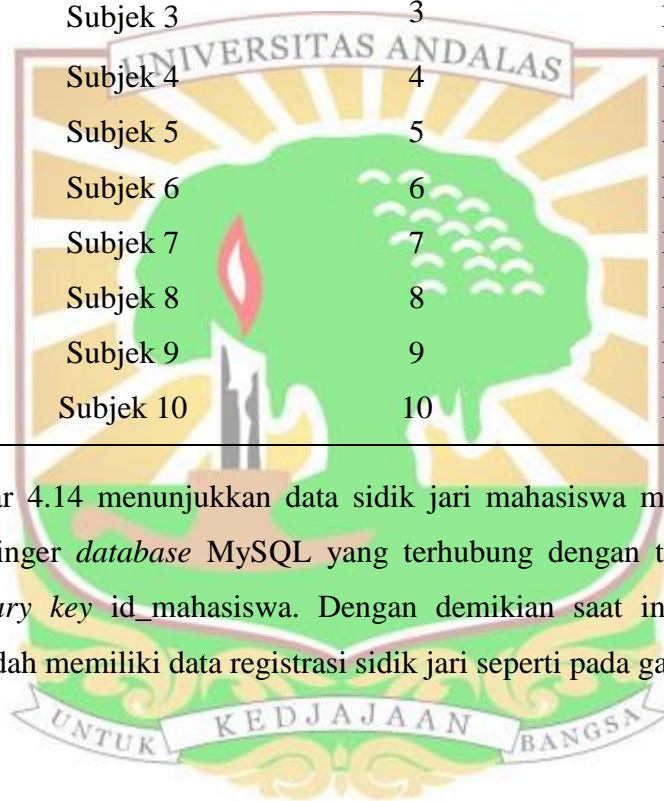 Subjek 3 3
UNIVERSITAS ANDALAS
Subjek 4 4
Subjek 5 5
Subjek 6 6
Subjek 7 7
Subjek 8 8
Subjek 9 9
Subjek 10 10
ar 4.14 menunjukkan data sidik jari mahasiswa m
inger database MySQL yang terhubung dengan t
ary key id_mahasiswa. Dengan demikian saat in
dah memiliki data registrasi sidik jari seperti pada ga
UNTUK KEDJAJAAN BANGSA